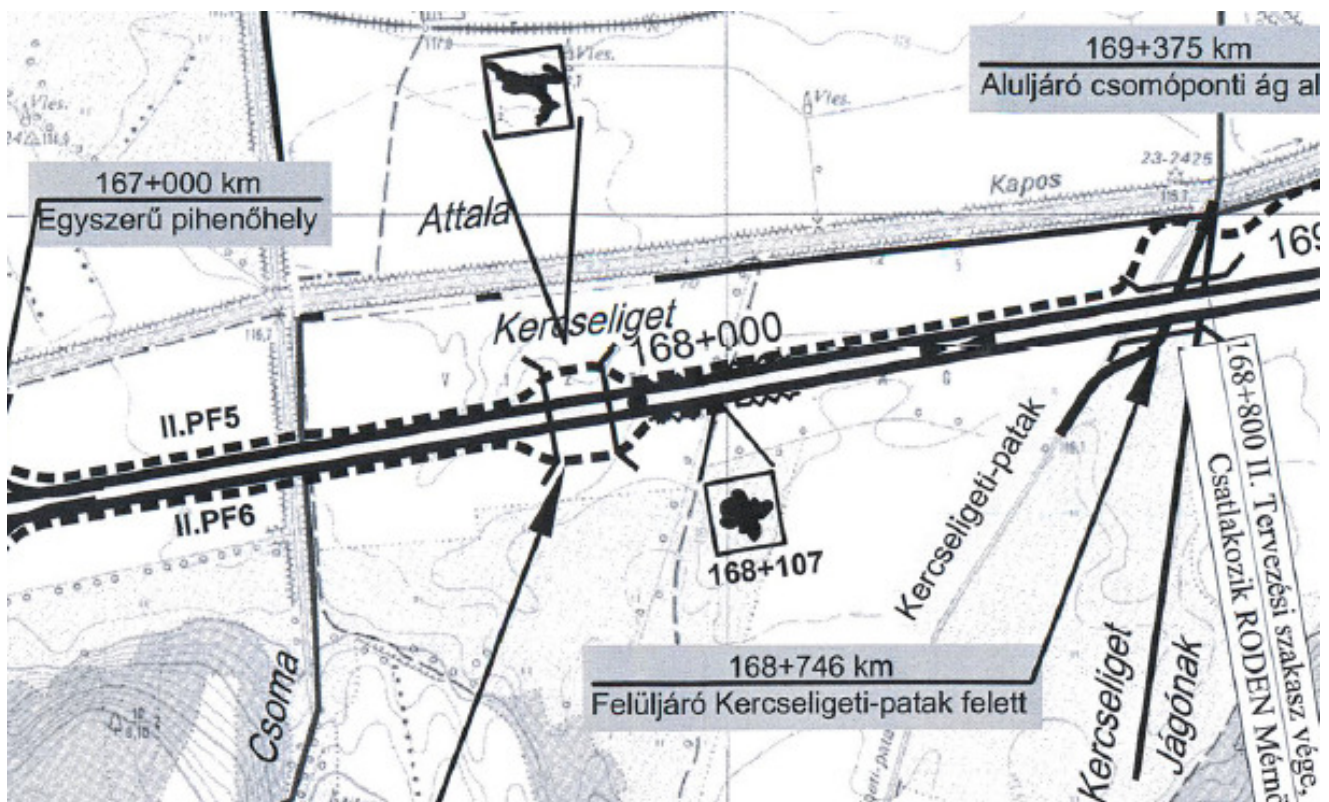 169+375 km
Aluljáró csomóponti ág al
Vles.
Vles.
Vles.
23-2425
167+000 km
Egyszerű pihenőhely
Attala
Kapos
169
Kercseliget
168+000
II.PF5
II.PF6
168+107
Kercseligeti-patak
168+800 II. Tervezési szakasz vége,
Csatlakozik RODEN Mérnö
168+746 km
Felüljáró Kercseligeti-patak felett
Csoma
Kercseliget
Jágónak